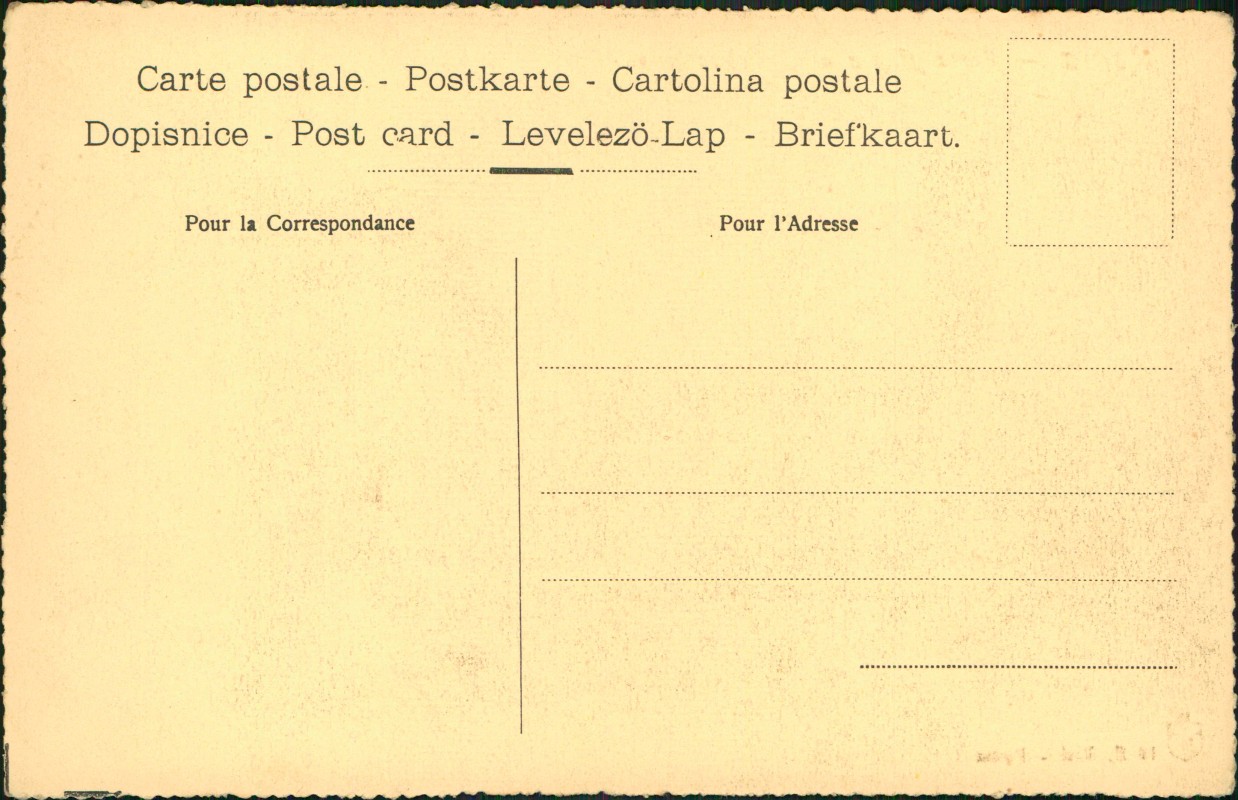 Carte postale - Postkarte - Cartolina postale
Dopisnice - Post card - Levelezö-Lap - Briefkaart.
Pour la Correspondance
Pour l'Adresse